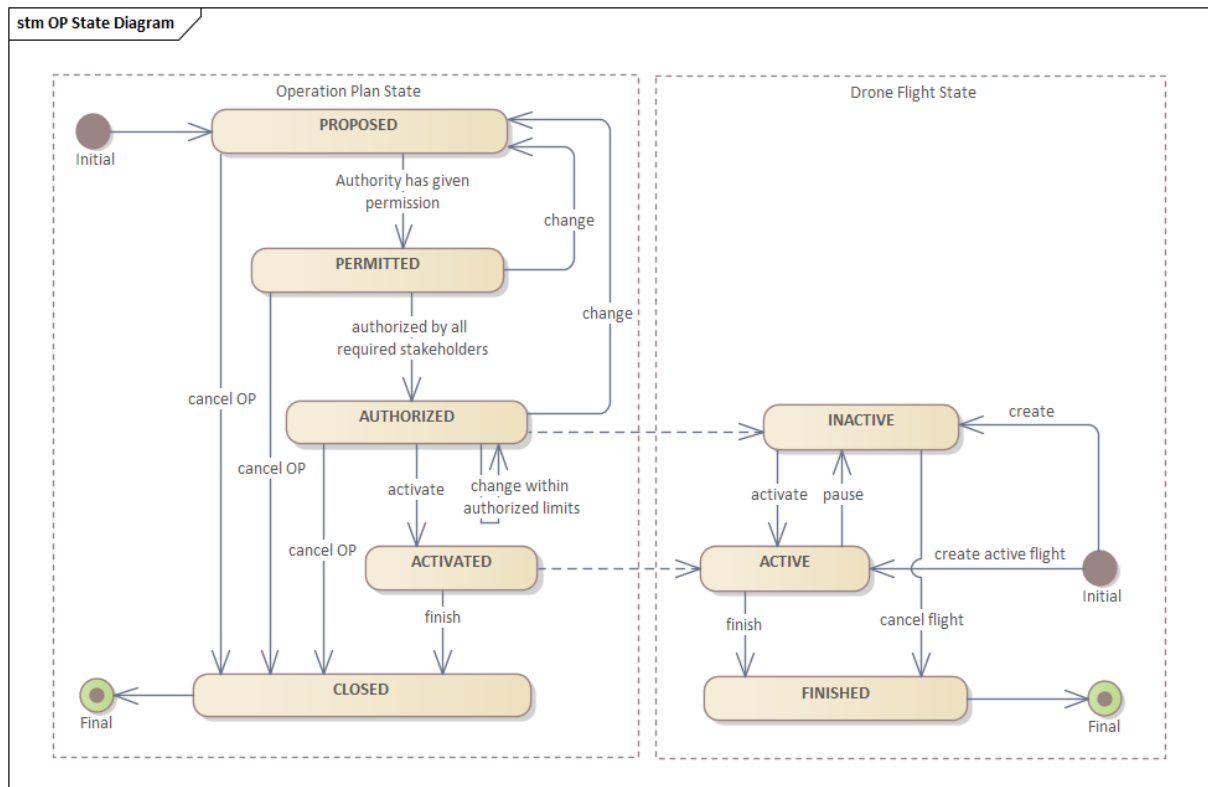 stm OP State Diagram
Operation Plan State
Drone Flight State
PROPOSED
Initial
Authority has given
permission
change
PERMITTED
change
authorized by all
required stakeholders
cancel OP
AUTHORIZED
INACTIVE
create
cancel OP
activate
change within
authorized limits
activate
pause
cancel OP
ACTIVATED
ACTIVE
create active flight
Initial
finish
finish
cancel flight
CLOSED
FINISHED
Final
Final